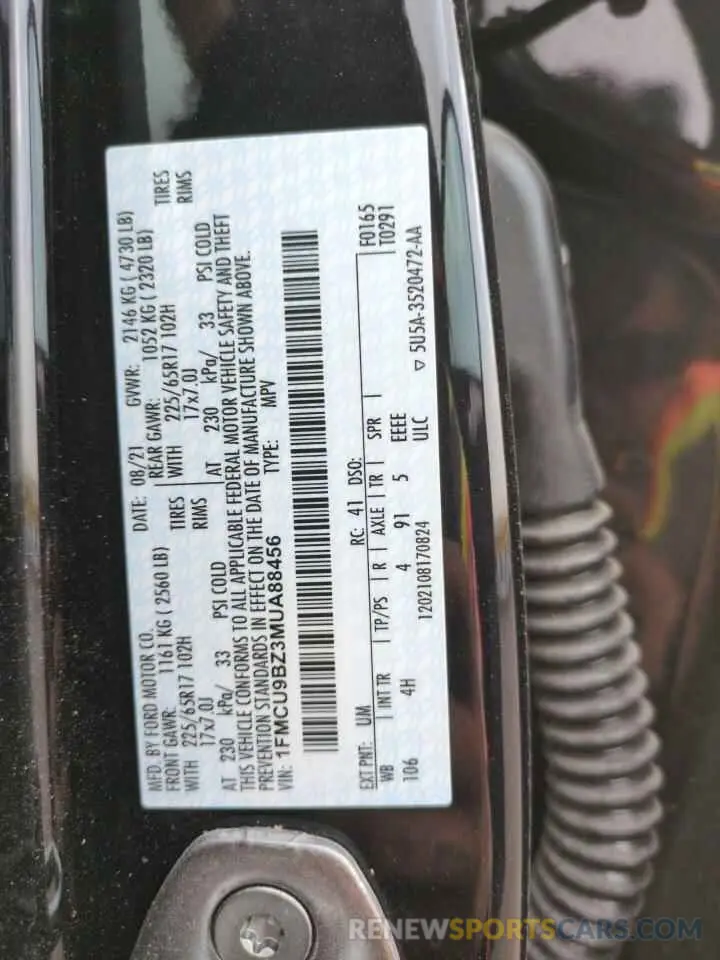 MFD. BY FORD MOTOR CO.
DATE: 08/21 GVWR: 2146 KG ( 4730 LB)
FRONT GAWR: 1161 KG ( 2560 LB) REAR GAWR: 1052 KG ( 2320 LB)
WITH 225/65R17 102H TIRES WITH 225/65R17 102H TIRES
17x7.0J RIMS 17x7.0J RIMS
AT 230 kPa/ 33 PSI COLD AT 230 kPa/ 33 PSI COLD
THIS VEHICLE CONFORMS TO ALL APPLICABLE FEDERAL MOTOR VEHICLE SAFETY AND THEFT
PREVENTION STANDARDS IN EFFECT ON THE DATE OF MANUFACTURE SHOWN ABOVE.
VIN: 1FMCU9BZ3MUA88456 TYPE: MPV
EXT PNT: UM RC: 41 DSO: F0165
WB INT TR TP/PS R AXLE TR SPR T0291
106 4H 4 91 5 EEEE
1202108170824 ULC ▽ 5U5A-3520472-AA
RENEWSPORTSCARS.COM